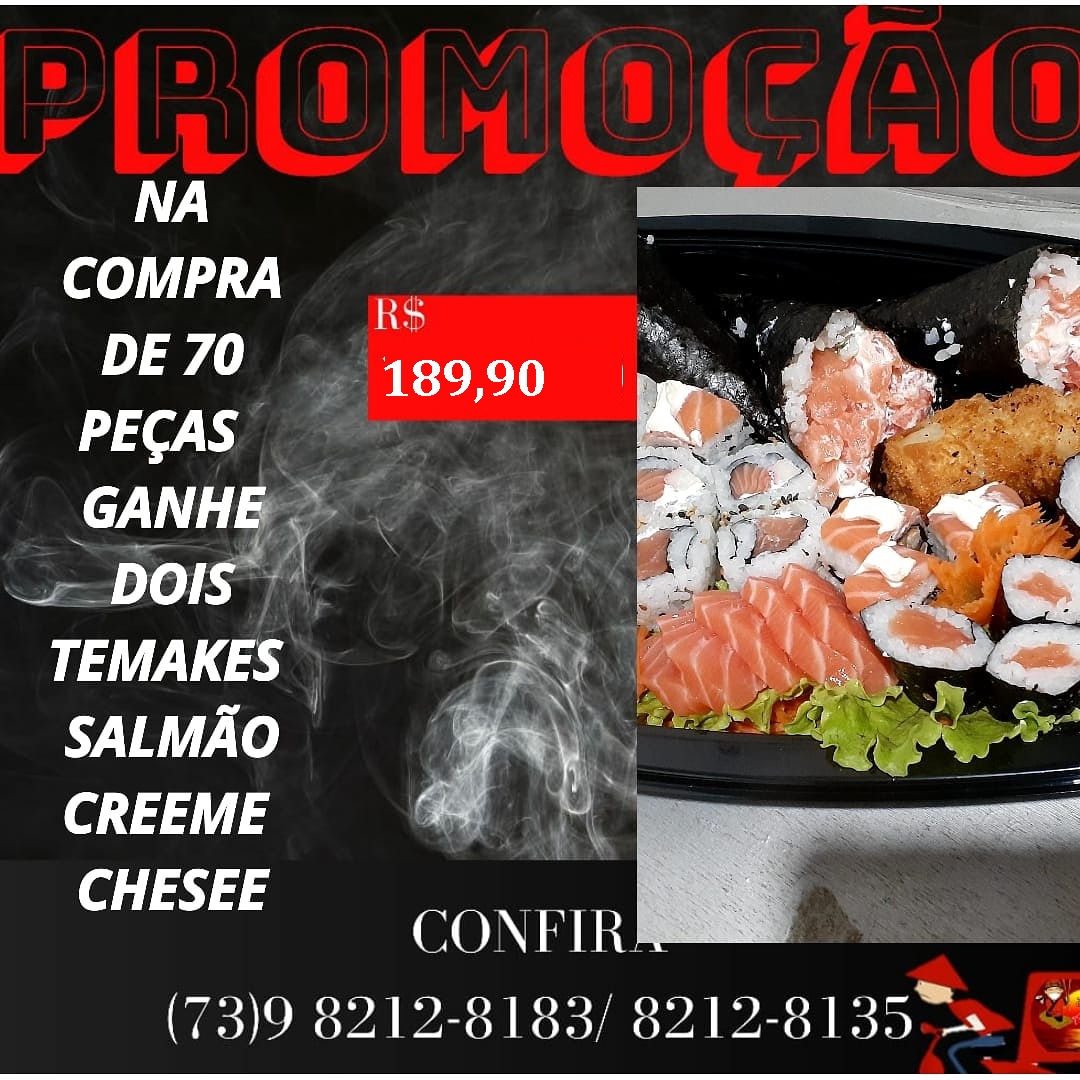 PROMOÇÃO
NA
COMPRA
DE 70
PEÇAS
GANHE
DOIS
TEMAKES
SALMÃO
CREEME
CHESEE
R$
189,90
CONFIRA
(73)9 8212-8183/ 8212-8135